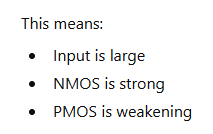 This means:
• Input is large
• NMOS is strong
• PMOS is weakening